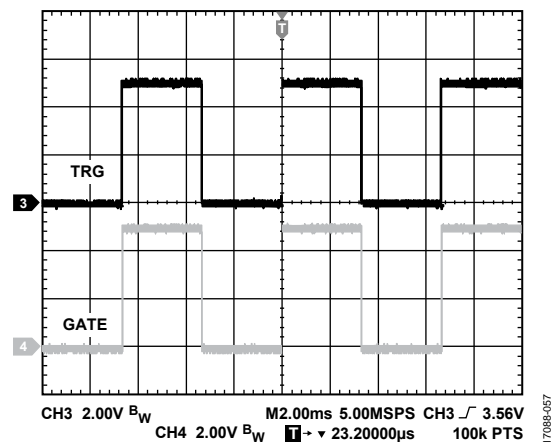 T
TRG
3
GATE
4
CH3 2.00V BW
M2.00ms 5.00MSPS CH3 3.56V
CH4 2.00V BW
T 23.20000µs
100k PTS
17088-057